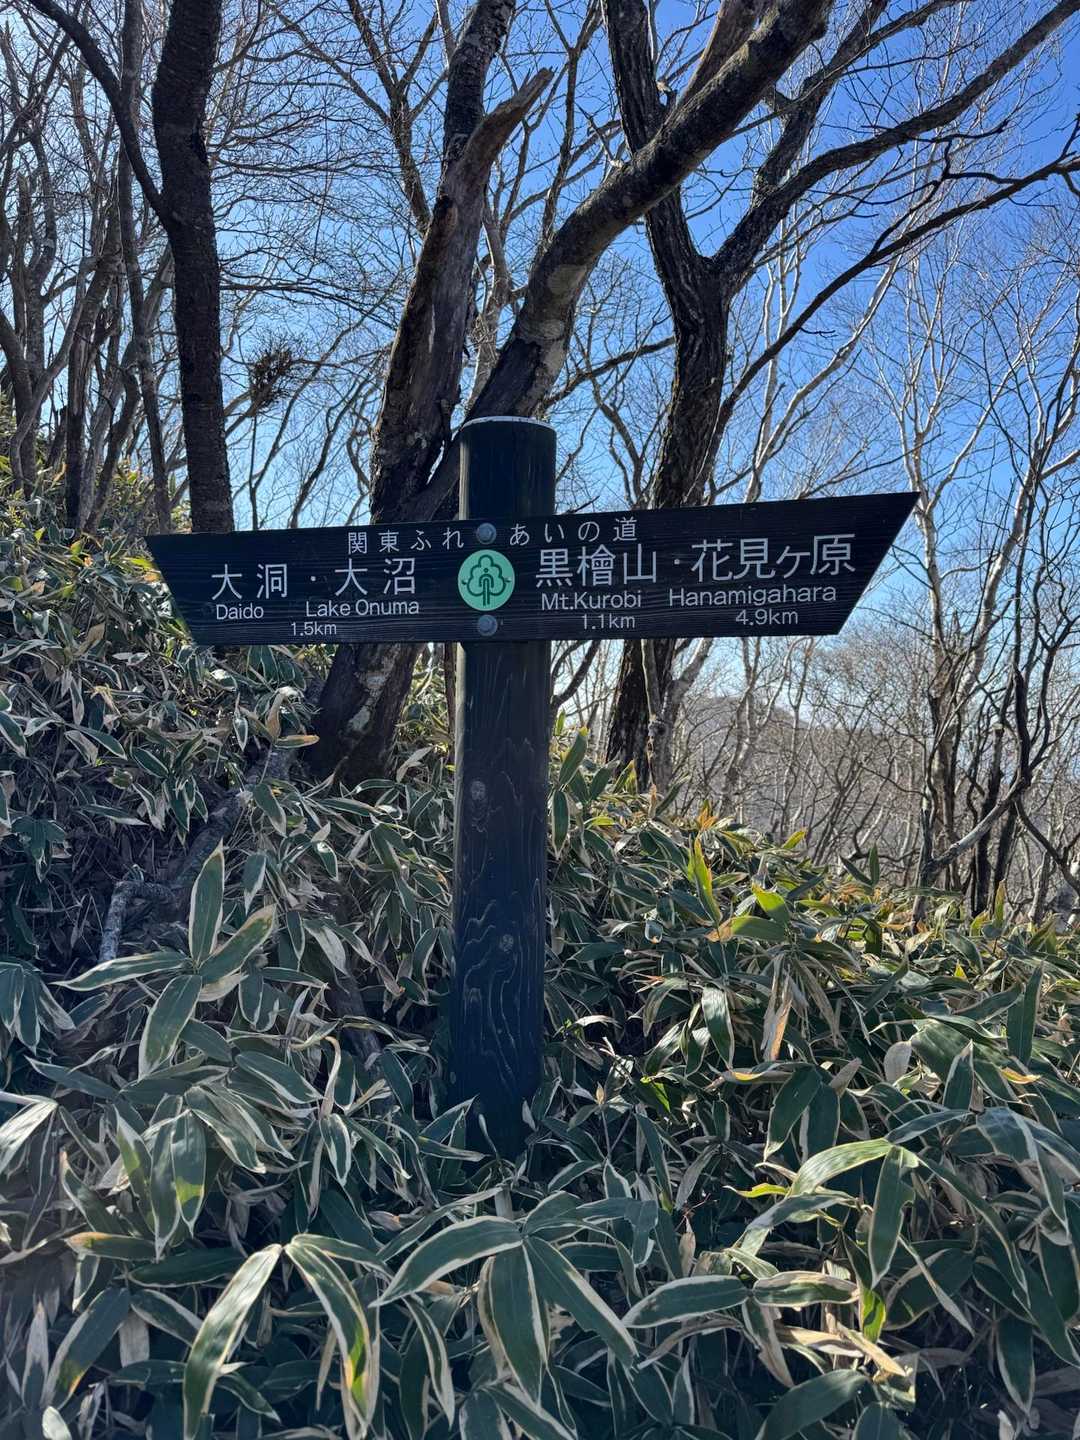 関東ふれあいの道
大洞・大沼
Daido Lake Onuma
1.5km
黒檜山・花見ヶ原
Mt.Kurobi Hanamigahara
1.1km 4.9km